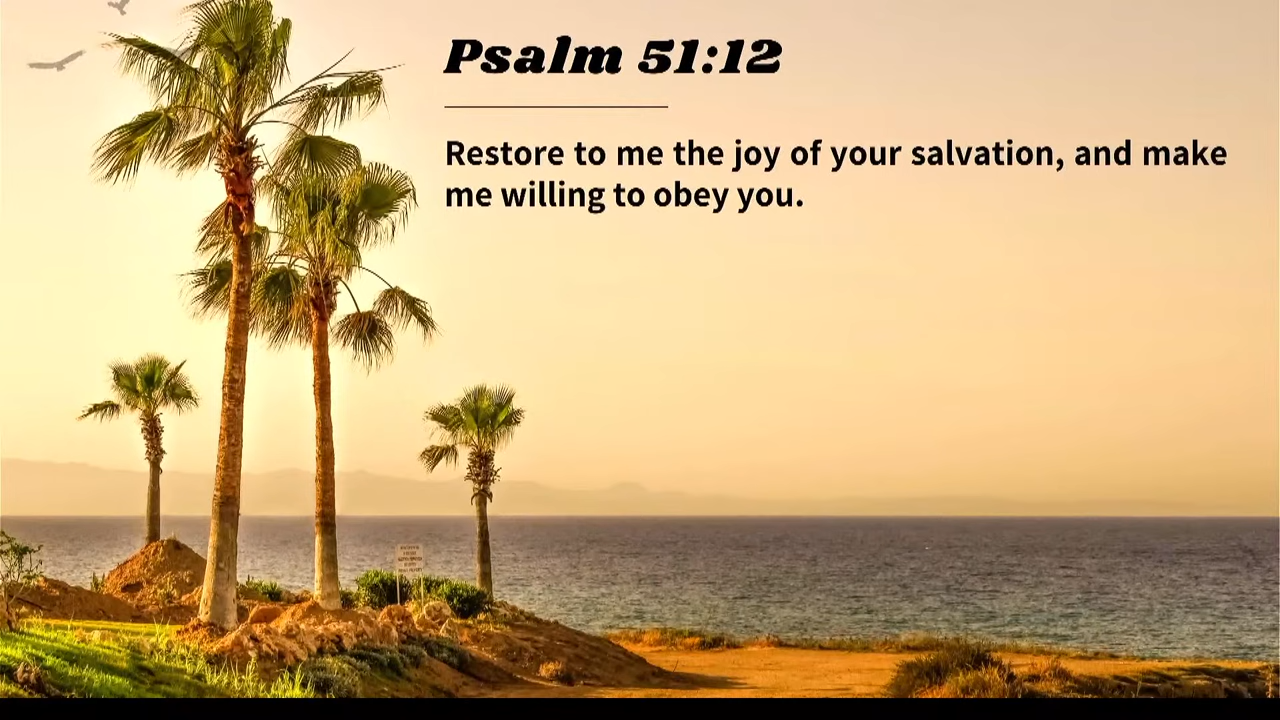 Psalm 51:12
Restore to me the joy of your salvation, and make
me willing to obey you.